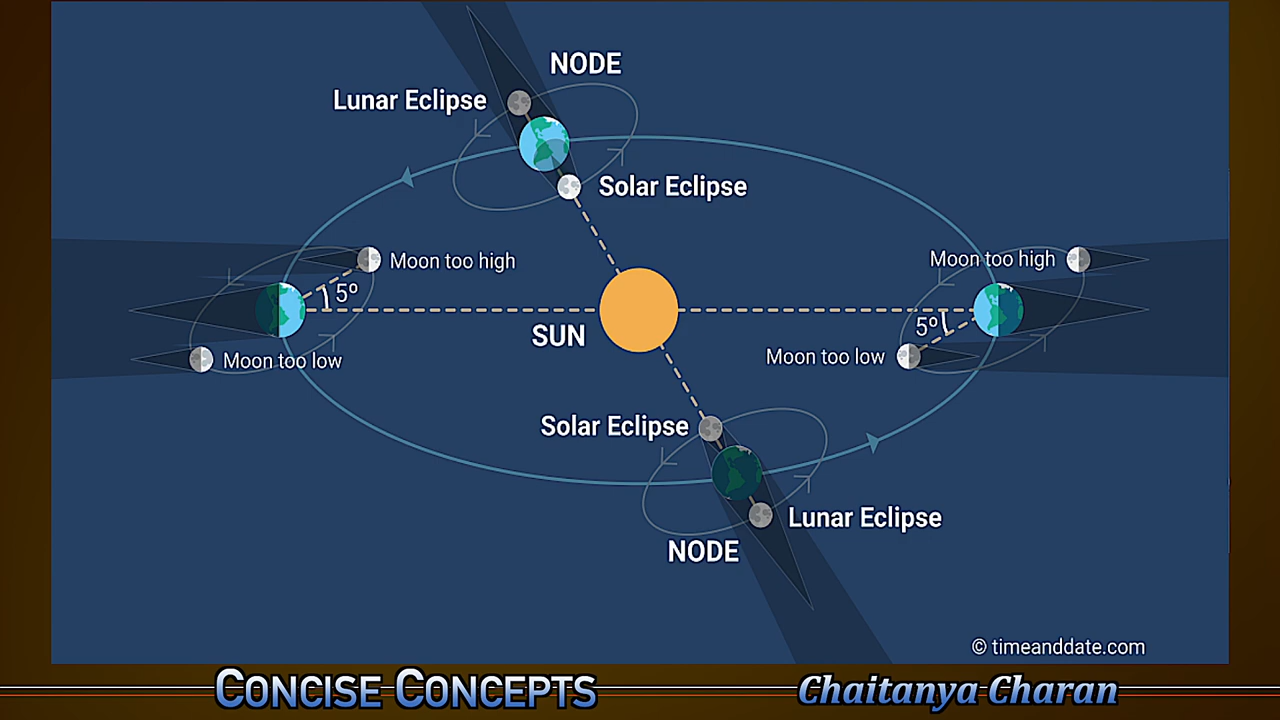 NODE
Lunar Eclipse
Solar Eclipse
Moon too high
5º
Moon too high
SUN
5º
Moon too low
Moon too low
Solar Eclipse
Lunar Eclipse
NODE
© timeanddate.com
CONCISE CONCEPTS
Chaitanya Charan